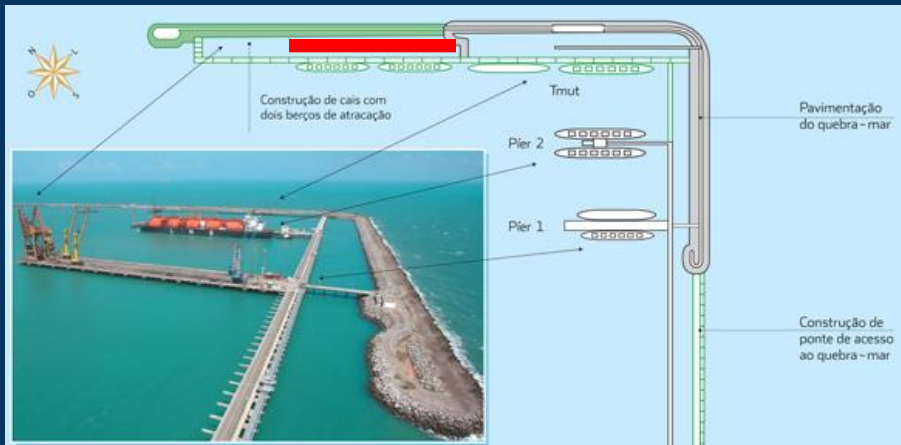 N
L
O
S
Construção de cais com
dois berços de atracação
Tmut
Píer 2
Píer 1
Pavimentação
do quebra-mar
Construção de
ponte de acesso
ao quebra-mar